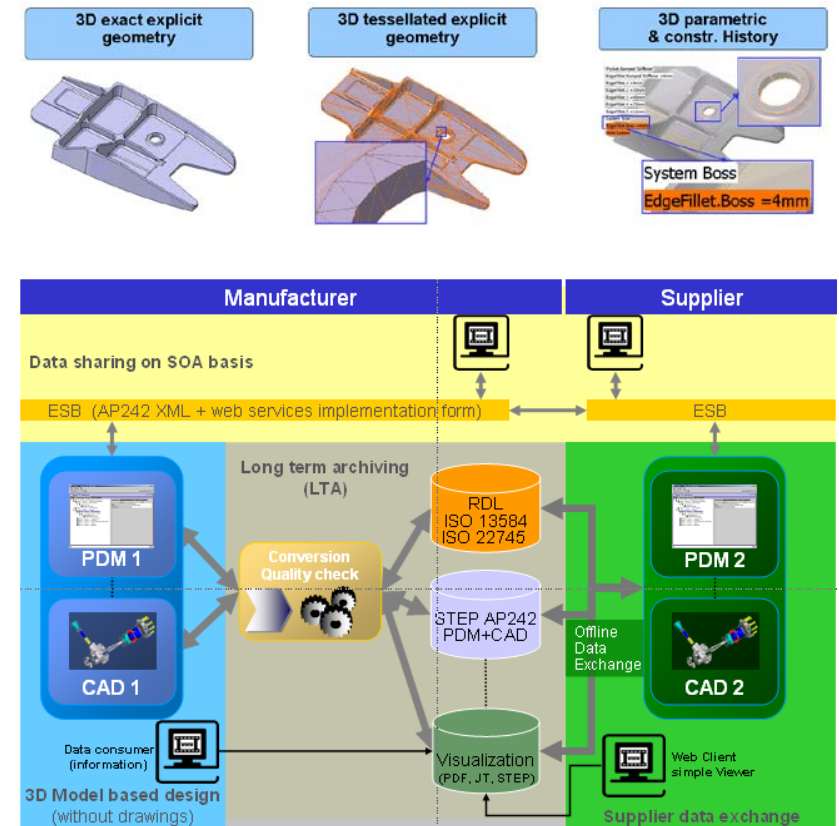 3D exact explicit
geometry
3D tessellated explicit
geometry
3D parametric
& constr. History
System Boss
EdgeFillet.Boss =4mm
Manufacturer
Supplier
Data sharing on SOA basis
ESB (AP242 XML + web services implementation form)
ESB
Long term archiving
(LTA)
RDL
ISO 13584
ISO 22745
PDM 1
Conversion
Quality check
PDM 2
STEP AP242
PDM+CAD
Offline
Data
Exchange
CAD 1
CAD 2
Data consumer
(information)
Visualization
(PDF, JT, STEP)
Web Client
simple Viewer
3D Model based design
(without drawings)
Supplier data exchange